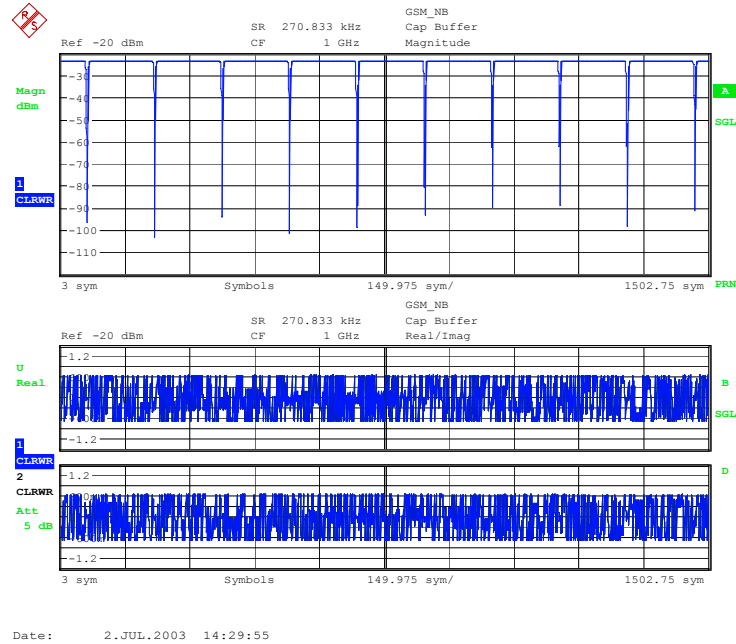 R S
GSM_NB
SR 270.833 kHz Cap Buffer
Ref -20 dBm CF 1 GHz Magnitude
-30
Magn
A
dBm
-40
-50
SGL
-60
-70
-80
1
CLRWR
-90
-100
-110
3 sym Symbols 149.975 sym/ 1502.75 sym
PRN
GSM_NB
SR 270.833 kHz Cap Buffer
Ref -20 dBm CF 1 GHz Real/Imag
1.2
U
Real
B
SGL
-1.2
1
CLRWR
2
D
1.2
CLRWR
Att
5 dB
-1.2
3 sym Symbols 149.975 sym/ 1502.75 sym
Date: 2.JUL.2003 14:29:55